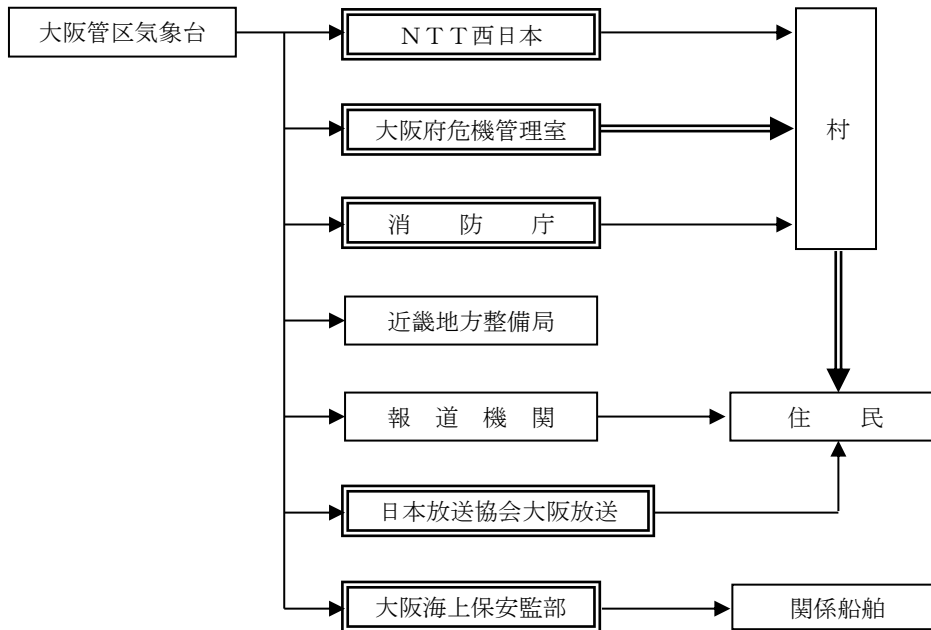 大阪管区気象台
ＮＴＴ西日本
大阪府危機管理室
村
消　防　庁
近畿地方整備局
報　道　機　関
住　民
日本放送協会大阪放送
大阪海上保安監部
関係船舶